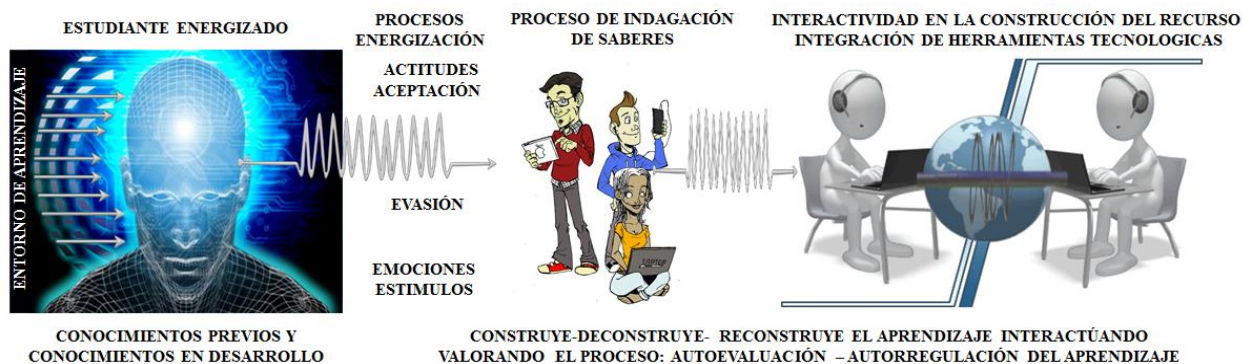 ESTUDIANTE ENERGIZADO
ENTORNO DE APRENDIZAJE
CONOCIMIENTOS PREVIOS Y
CONOCIMIENTOS EN DESARROLLO
PROCESOS
ENERGIZACIÓN
ACTITUDES
ACEPTACIÓN
EVASIÓN
EMOCIONES
ESTIMULOS
PROCESO DE INDAGACIÓN
DE SABERES
LAPTOP
INTERACTIVIDAD EN LA CONSTRUCCIÓN DEL RECURSO
INTEGRACIÓN DE HERRAMIENTAS TECNOLOGICAS
CONSTRUYE-DECONSTRUYE- RECONSTRUYE EL APRENDIZAJE INTERACTÚANDO
VALORANDO EL PROCESO: AUTOEVALUACIÓN – AUTORREGULACIÓN DEL APRENDIZAJE